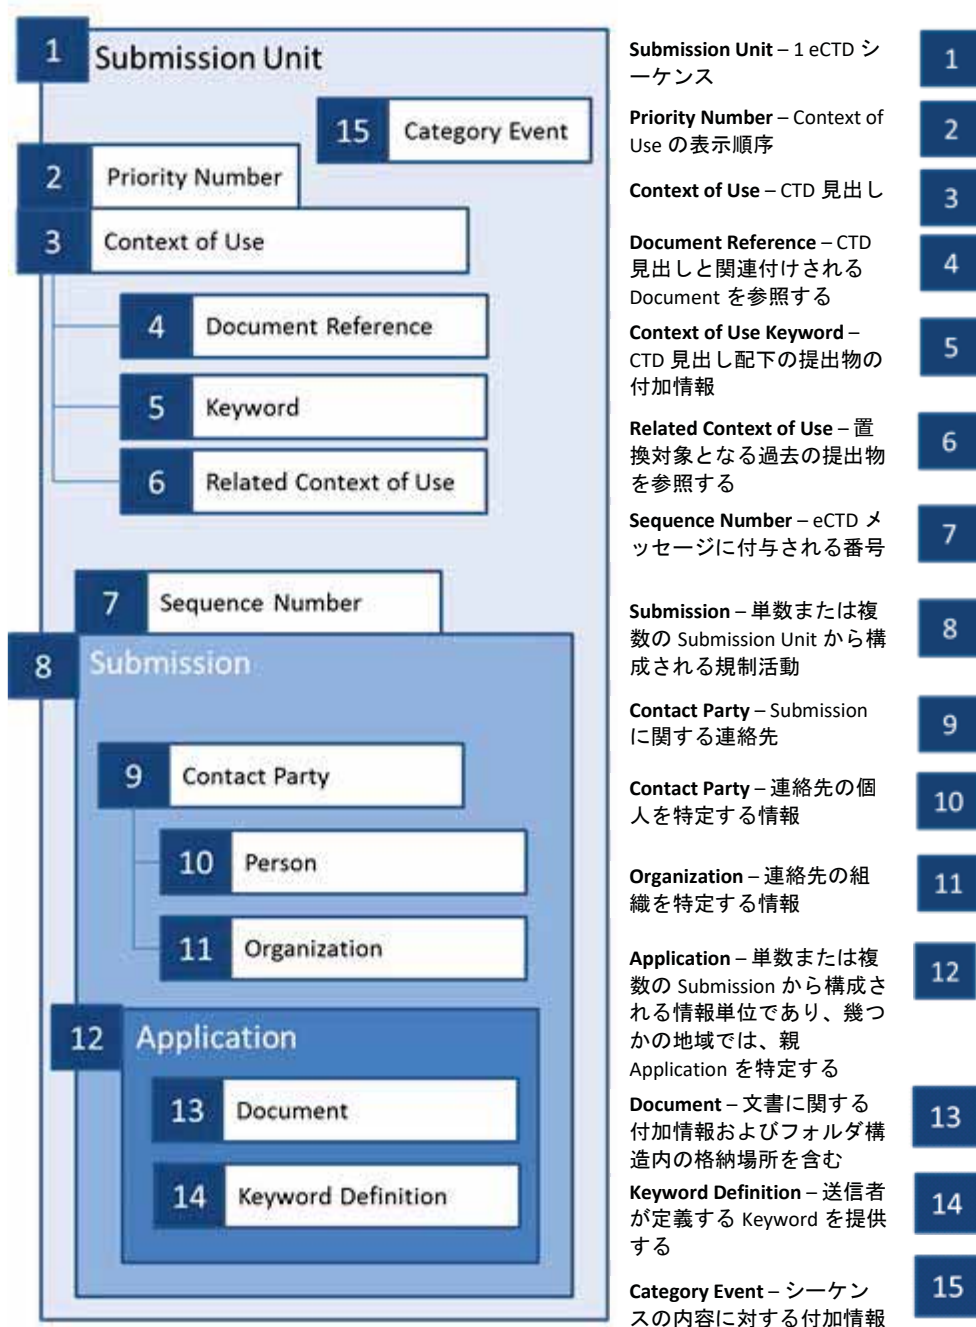 1 Submission Unit
15 Category Event
2 Priority Number
3 Context of Use
4 Document Reference
5 Keyword
6 Related Context of Use
7 Sequence Number
8 Submission
9 Contact Party
10 Person
11 Organization
12 Application
13 Document
14 Keyword Definition
Submission Unit – 1 eCTD シ
ーケンス
1
Priority Number – Context of
Use の表示順序
2
Context of Use – CTD 見出し
3
Document Reference – CTD
見出しと関連付けされる
Document を参照する
4
Context of Use Keyword –
CTD 見出し配下の提出物の
付加情報
5
Related Context of Use – 置
換対象となる過去の提出物
を参照する
6
Sequence Number – eCTD メ
ッセージに付与される番号
7
Submission – 単数または複
数の Submission Unit から構
成される規制活動
8
Contact Party – Submission
に関する連絡先
9
Contact Party – 連絡先の個
人を特定する情報
10
Organization – 連絡先の組
織を特定する情報
11
Application – 単数または複
数の Submission から構成さ
れる情報単位であり、幾つ
かの地域では、親
Application を特定する
12
Document – 文書に関する
付加情報およびフォルダ構
造内の格納場所を含む
13
Keyword Definition – 送信者
が定義する Keyword を提供
する
14
Category Event – シーケン
スの内容に対する付加情報
15